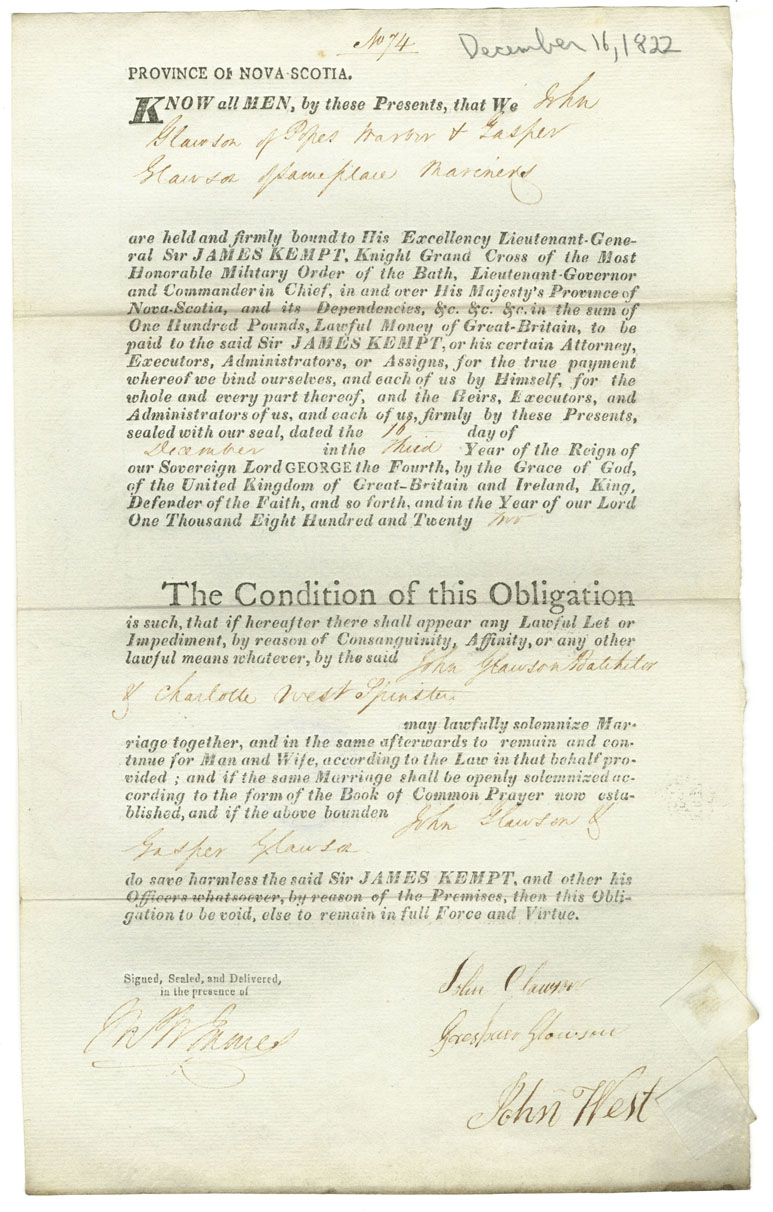 No 74
December 16, 1822
PROVINCE OF NOVA-SCOTIA.
KNOW all MEN, by these Presents, that We John
Glawson of Popes Harbor & Gasper
Glawson of same place Mariners
are held and firmly bound to His Excellency Lieutenant-Gene-
ral Sir JAMES KEMPT, Knight Grand Cross of the Most
Honorable Military Order of the Bath, Lieutenant-Governor
and Commander in Chief, in and over His Majesty's Province of
Nova-Scotia, and its Dependencies, &c. &c. &c. in the sum of
One Hundred Pounds, Lawful Money of Great-Britain, to be
paid to the said Sir JAMES KEMPT, or his certain Attorney,
Executors, Administrators, or Assigns, for the true payment
whereof we bind ourselves, and each of us by Himself, for the
whole and every part thereof, and the Heirs, Executors, and
Administrators of us, and each of us, firmly by these Presents,
sealed with our seal, dated the 16 day of
December in the Third Year of the Reign of
our Sovereign Lord GEORGE the Fourth, by the Grace of God,
of the United Kingdom of Great-Britain and Ireland, King,
Defender of the Faith, and so forth, and in the Year of our Lord
One Thousand Eight Hundred and Twenty two
The Condition of this Obligation
is such, that if hereafter there shall appear any Lawful Let or
Impediment, by reason of Consanguinity, Affinity, or any other
lawful means whatever, by the said John Glawson Batchelor
& Charlotte West Spinster
may lawfully solemnize Mar-
riage together, and in the same afterwards to remain and con-
tinue for Man and Wife, according to the Law in that behalf pro-
vided ; and if the same Marriage shall be openly solemnized ac-
cording to the form of the Book of Common Prayer now esta-
blished, and if the above bounden John Glawson &
Gasper Glawson
do save harmless the said Sir JAMES KEMPT, and other his
Officers whatsoever, by reason of the Premises, then this Obli-
gation to be void, else to remain in full Force and Virtue.
Signed, Sealed, and Delivered,
in the presence of
James
John Clawson
Glowson
John West